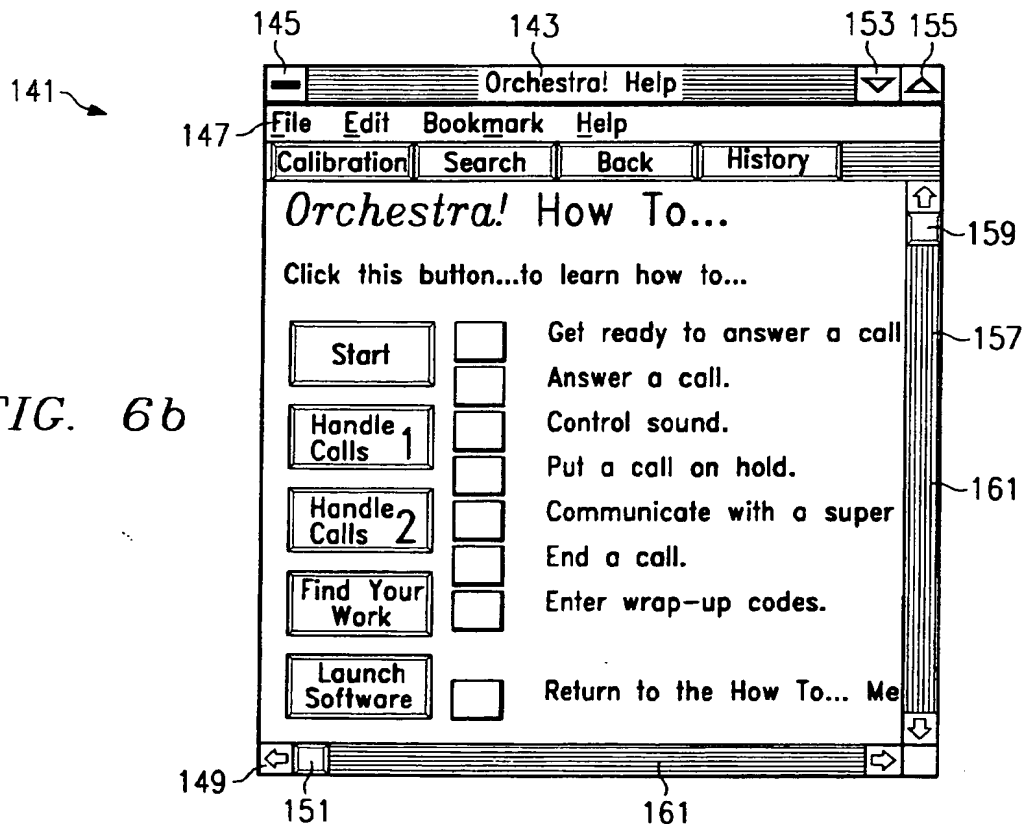 145 143 153 155
141
Orchestra! Help
147
File Edit Bookmark Help
Calibration Search Back History
Orchestra! How To...
159
Click this button...to learn how to...
Start
Get ready to answer a call
157
Answer a call.
FIG. 6b
Handle Calls 1
Control sound.
Put a call on hold.
161
Handle Calls 2
Communicate with a super
End a call.
Find Your Work
Enter wrap-up codes.
Launch Software
Return to the How To... Me
149
151 161